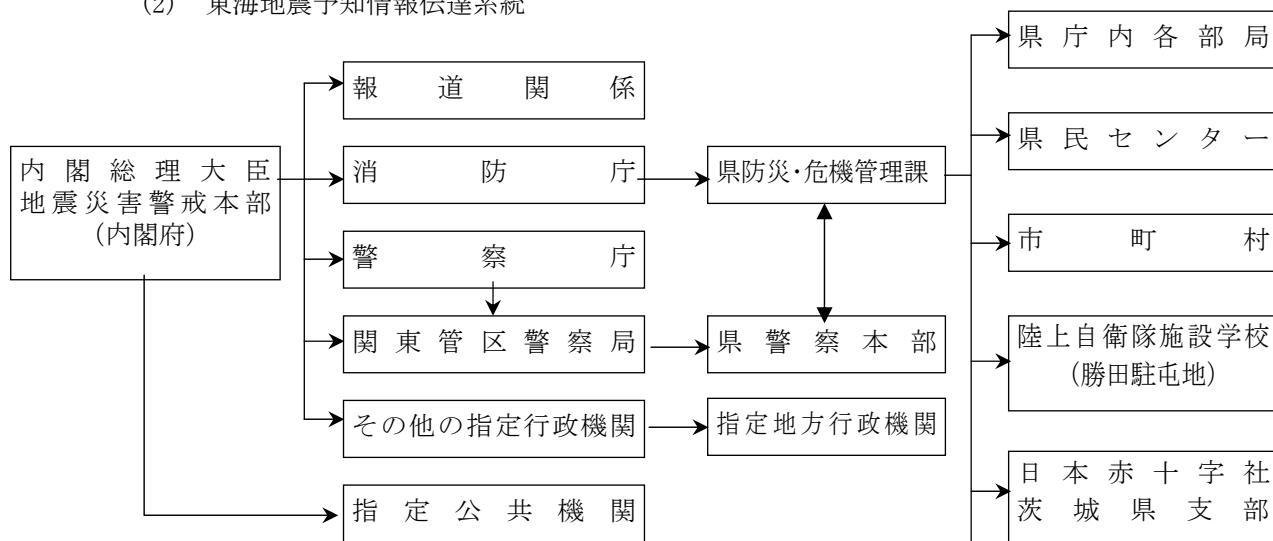 (2) 東海地震予知情報伝達系統
内閣総理大臣
地震災害警戒本部
(内閣府)
報道関係
消防庁
警察庁
関東管区警察局
その他の指定行政機関
指定公共機関
県防災・危機管理課
県警察本部
指定地方行政機関
県庁内各部局
県民センター
市町村
陸上自衛隊施設学校
(勝田駐屯地)
日本赤十字社
茨城県支部